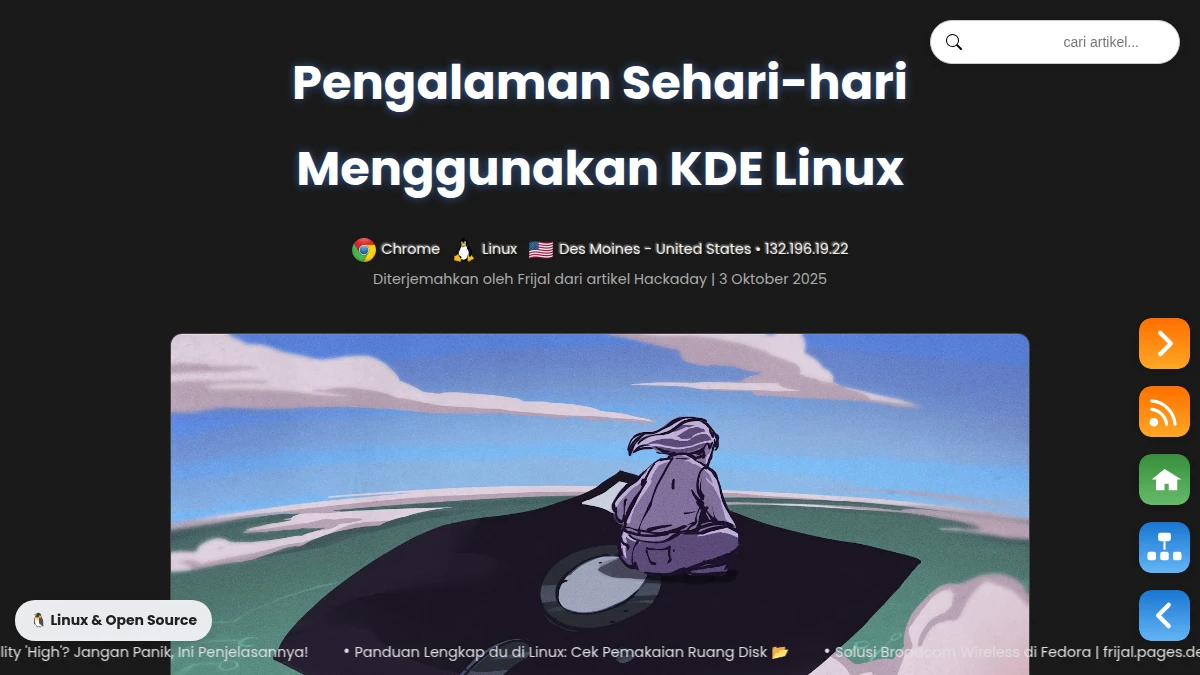 cari artikel...
Pengalaman Sehari-hari
Menggunakan KDE Linux
Chrome Linux Des Moines - United States • 132.196.19.22
Diterjemahkan oleh Frijal dari artikel Hackaday | 3 Oktober 2025
Linux & Open Source
lity 'High'? Jangan Panik, Ini Penjelasannya! • Panduan Lengkap du di Linux: Cek Pemakaian Ruang Disk 📂 • Solusi Broadcom Wireless di Fedora | frijal.pages.de